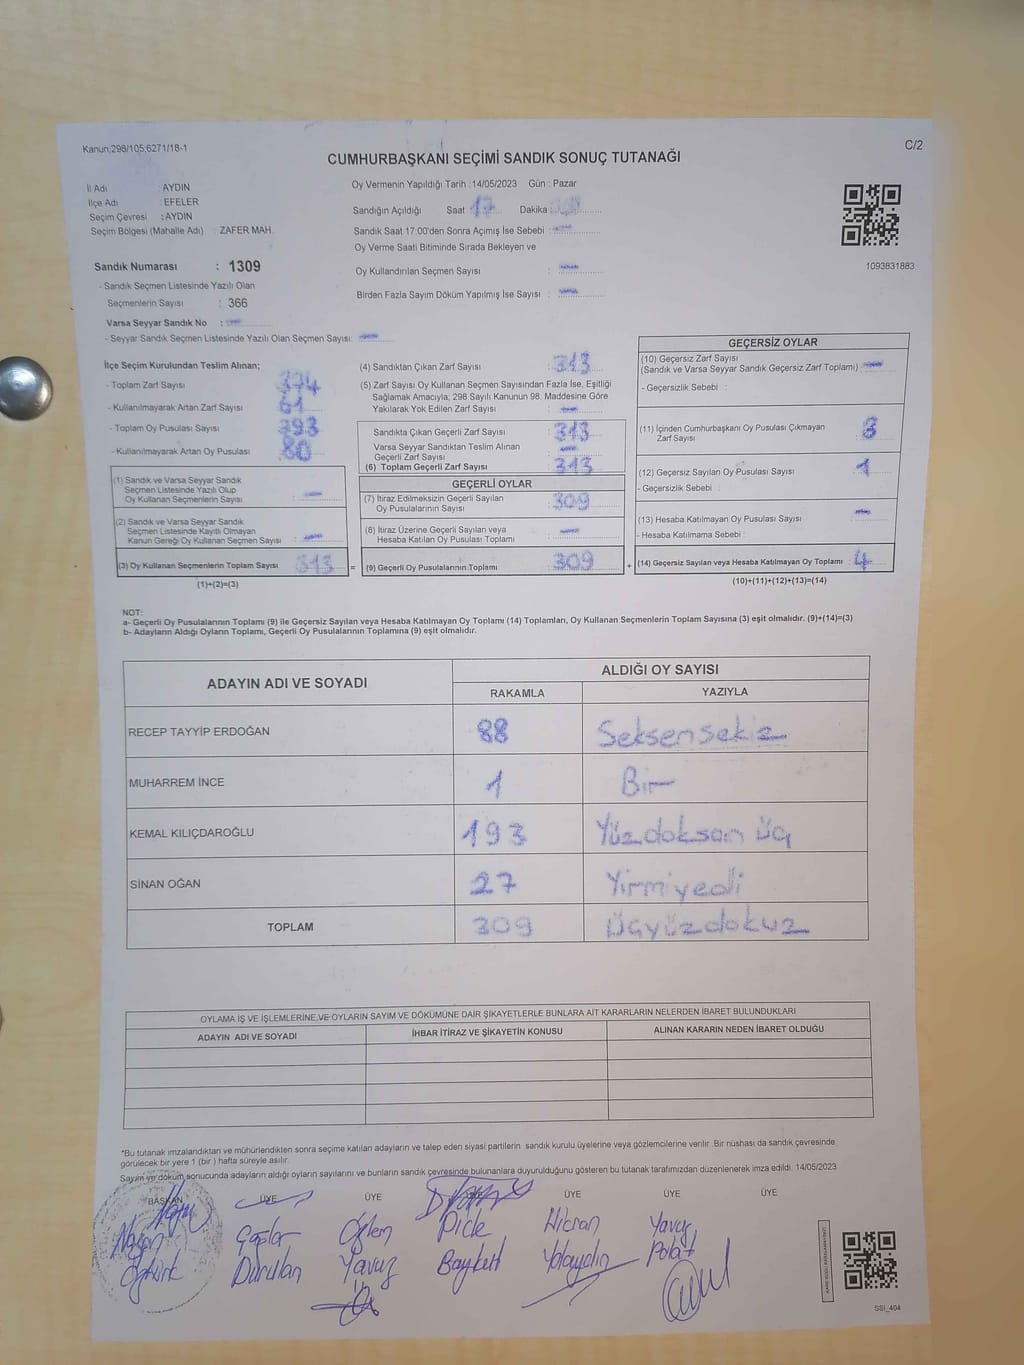 Kanun;298/105;6271/18-1
C/2
CUMHURBAŞKANI SEÇİMİ SANDIK SONUÇ TUTANAĞI
İl Adı : AYDIN
İlçe Adı : EFELER
Seçim Çevresi : AYDIN
Seçim Bölgesi (Mahalle Adı) : ZAFER MAH.
Oy Vermenin Yapıldığı Tarih :14/05/2023 Gün : Pazar
Sandığın Açıldığı Saat 17 Dakika
Sandık Saat 17:00'den Sonra Açımış İse Sebebi :
Oy Verme Saati Bitiminde Sırada Bekleyen ve
Oy Kullandırılan Seçmen Sayısı :
Birden Fazla Sayım Döküm Yapılmış İse Sayısı :
1093831883
Sandık Numarası : 1309
- Sandık Seçmen Listesinde Yazılı Olan
Seçmenlerin Sayısı : 366
Varsa Seyyar Sandık No : -
- Seyyar Sandık Seçmen Listesinde Yazılı Olan Seçmen Sayısı: -
İlçe Seçim Kurulundan Teslim Alınan;
- Toplam Zarf Sayısı 374
- Kullanılmayarak Artan Zarf Sayısı 61
- Toplam Oy Pusulası Sayısı 393
- Kullanılmayarak Artan Oy Pusulası 80
(1) Sandık ve Varsa Seyyar Sandık
Seçmen Listesinde Yazılı Olup
Oy Kullanan Seçmenlerin Sayısı : -
(2) Sandık ve Varsa Seyyar Sandık
Seçmen Listesinde Kayıtlı Olmayan
Kanun Gereği Oy Kullanan Seçmen Sayısı : -
(3) Oy Kullanan Seçmenlerin Toplam Sayısı 313 =
(1)+(2)=(3)
(4) Sandıktan Çıkan Zarf Sayısı : 313
(5) Zarf Sayısı Oy Kullanan Seçmen Sayısından Fazla İse, Eşitliği
Sağlamak Amacıyla; 298 Sayılı Kanunun 98. Maddesine Göre
Yakılarak Yok Edilen Zarf Sayısı : -
Sandıkta Çıkan Geçerli Zarf Sayısı : 313
Varsa Seyyar Sandıktan Teslim Alınan
Geçerli Zarf Sayısı : -
(6) Toplam Geçerli Zarf Sayısı : 313
GEÇERLİ OYLAR
(7) İtiraz Edilmeksizin Geçerli Sayılan
Oy Pusulalarının Sayısı : 309
(8) İtiraz Üzerine Geçerli Sayılan veya
Hesaba Katılan Oy Pusulası Toplamı : -
(9) Geçerli Oy Pusulalarının Toplamı : 309 +
GEÇERSİZ OYLAR
(10) Geçersiz Zarf Sayısı
(Sandık ve Varsa Seyyar Sandık Geçersiz Zarf Toplamı) : -
- Geçersizlik Sebebi :
(11) İçinden Cumhurbaşkanı Oy Pusulası Çıkmayan
Zarf Sayısı : 3
(12) Geçersiz Sayılan Oy Pusulası Sayısı : 1
- Geçersizlik Sebebi :
(13) Hesaba Katılmayan Oy Pusulası Sayısı : -
- Hesaba Katılmama Sebebi :
(14) Geçersiz Sayılan veya Hesaba Katılmayan Oy Toplamı : 4
(10)+(11)+(12)+(13)=(14)
NOT:
a- Geçerli Oy Pusulalarının Toplamı (9) ile Geçersiz Sayılan veya Hesaba Katılmayan Oy Toplamı (14) Toplamları, Oy Kullanan Seçmenlerin Toplam Sayısına (3) eşit olmalıdır. (9)+(14)=(3)
b- Adayların Aldığı Oyların Toplamı, Geçerli Oy Pusulalarının Toplamına (9) eşit olmalıdır.
ADAYIN ADI VE SOYADI ALDIĞI OY SAYISI
RAKAMLA YAZIYLA
RECEP TAYYİP ERDOĞAN 88 Seksensekiz
MUHARREM İNCE 1 Bir
KEMAL KILIÇDAROĞLU 193 Yüzdoksan üç
SİNAN OĞAN 27 Yirmiyedi
TOPLAM 309 Üçyüzdokuz
OYLAMA İŞ VE İŞLEMLERİNE,VE OYLARIN SAYIM VE DÖKÜMÜNE DAİR ŞİKAYETLERLE BUNLARA AİT KARARLARIN NELERDEN İBARET BULUNDUKLARI
ADAYIN ADI VE SOYADI İHBAR İTİRAZ VE ŞİKAYETİN KONUSU ALINAN KARARIN NEDEN İBARET OLDUĞU
*Bu tutanak imzalandıktan ve mühürlendikten sonra seçime katılan adayların ve talep eden siyasi partilerin sandık kurulu üyelerine veya gözlemcilerine verilir .Bir nüshası da sandık çevresinde
görülecek bir yere 1 (bir ) hafta süreyle asılır.
Sayım ve döküm sonucunda adayların aldığı oyların sayılarını ve bunların sandık çevresinde bulunanlara duyurulduğunu gösteren bu tutanak tarafımızdan düzenlenerek imza edildi. 14/05/2023
BAŞKAN ÜYE ÜYE ÜYE ÜYE ÜYE ÜYE
Çağlar Özlem Hicran Yavuz
Öztürk Durulan Yavuz Baykut Yolaydın Polat
SSİ_404